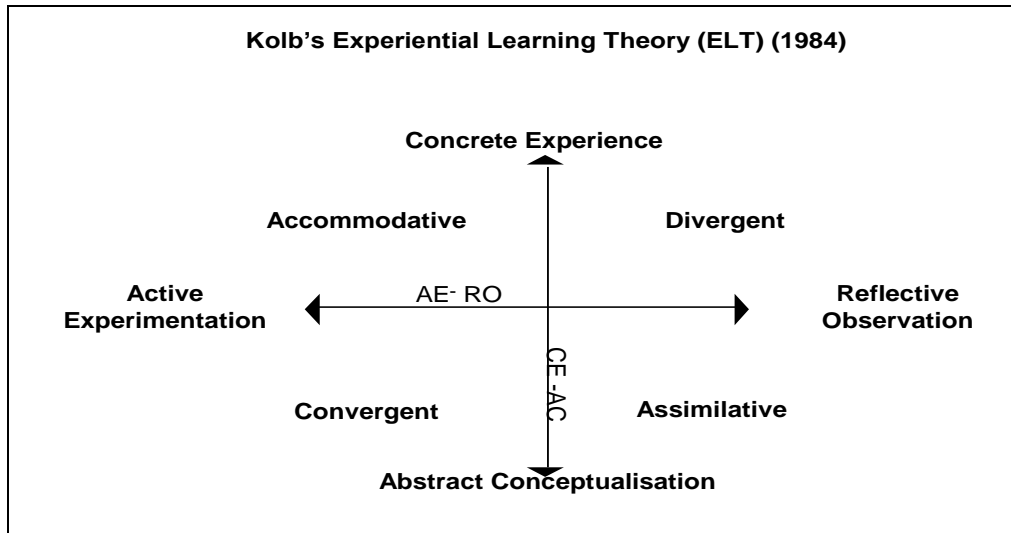 Kolb's Experiential Learning Theory (ELT) (1984)
Concrete Experience
Accommodative
Divergent
Active
Experimentation
AE- RO
Reflective
Observation
CE -AC
Convergent
Assimilative
Abstract Conceptualisation